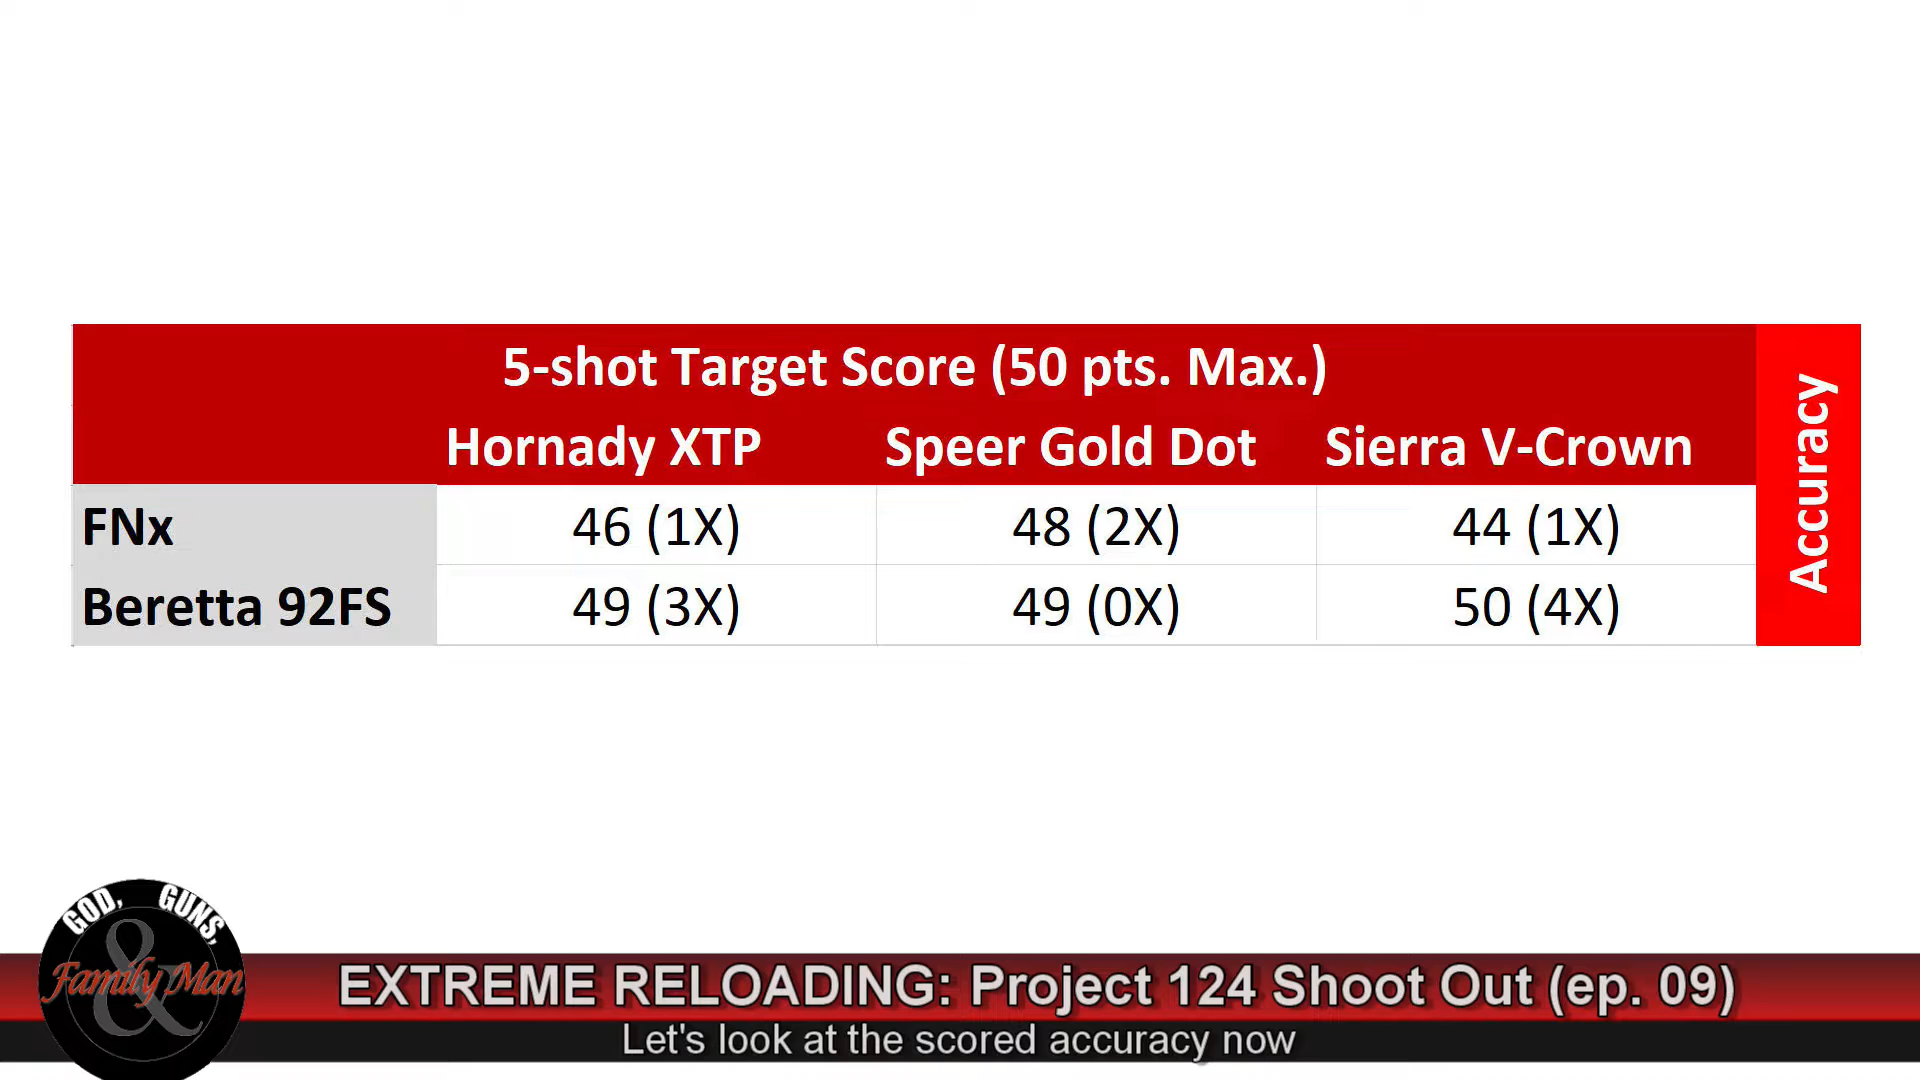 5-shot Target Score (50 pts. Max.)
Hornady XTP Speer Gold Dot Sierra V-Crown
FNx 46 (1X) 48 (2X) 44 (1X)
Beretta 92FS 49 (3X) 49 (0X) 50 (4X)
Accuracy
GOD, GUNS,
&
Family Man
EXTREME RELOADING: Project 124 Shoot Out (ep. 09)
Let's look at the scored accuracy now